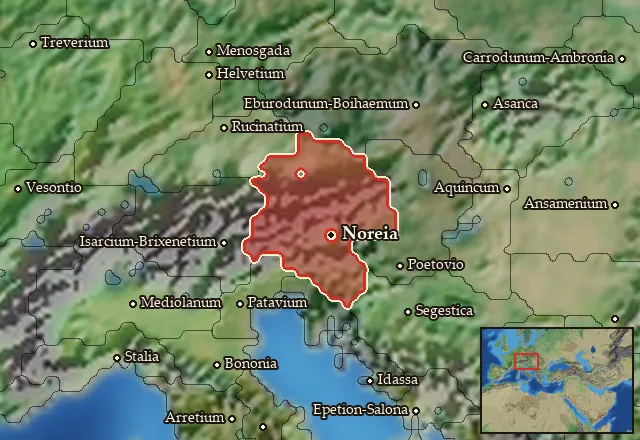 Treverium
Menosgada
Carrodunum-Ambronia
Helvetium
Eburodunum-Boihaemum
Asanca
Rucinatium
Vesontio
Aquincum
Ansamenium
Noreia
Isarcium-Brixenetium
Poetovio
Mediolanum
Patavium
Segestica
Stalia
Bononia
Idassa
Arretium
Epetion-Salona